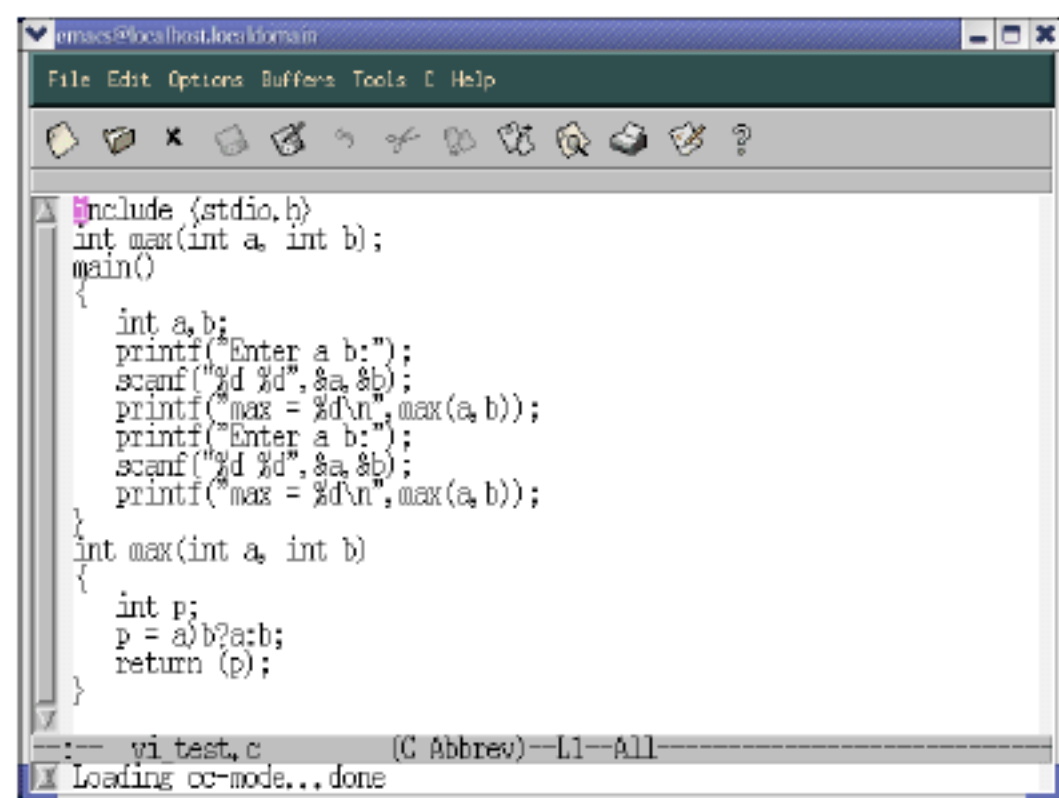 emacs@localhost.localdomain
File Edit Options Buffers Tools C Help
include <stdio.h>
int max(int a, int b);
main()
{
   int a,b;
   printf("Enter a b:");
   scanf("%d %d",&a,&b);
   printf("max = %d\n",max(a,b));
   printf("Enter a b:");
   scanf("%d %d",&a,&b);
   printf("max = %d\n",max(a,b));
}
int max(int a, int b)
{
   int p;
   p = a>b?a:b;
   return (p);
}
--:--  vi_test.c          (C Abbrev)--L1--All----------------------------
Loading cc-mode...done